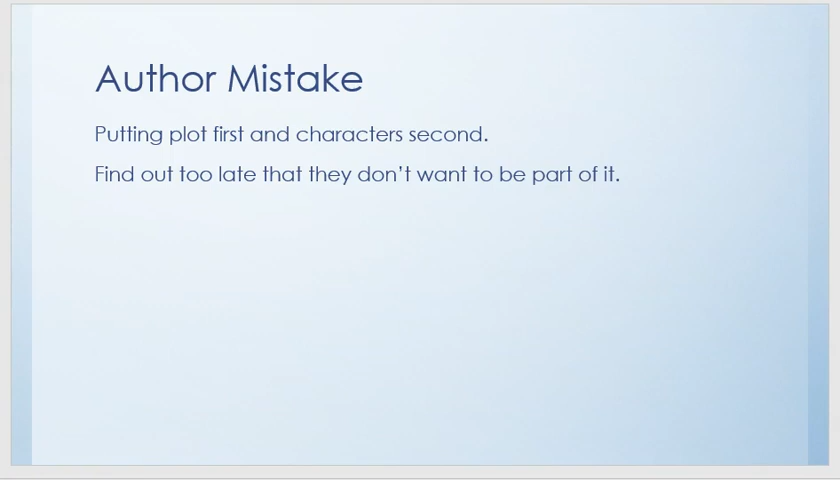 Author Mistake
Putting plot first and characters second.
Find out too late that they don’t want to be part of it.